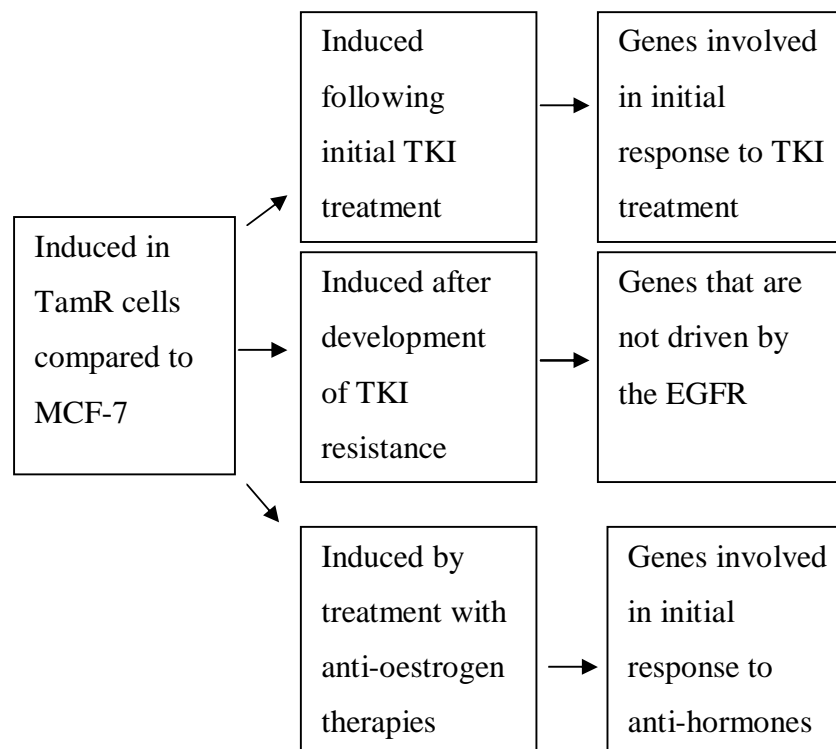 Induced in
TamR cells
compared to
MCF-7
Induced
following
initial TKI
treatment
Genes involved
in initial
response to TKI
treatment
Induced after
development
of TKI
resistance
Genes that are
not driven by
the EGFR
Induced by
treatment with
anti-oestrogen
therapies
Genes involved
in initial
response to
anti-hormones